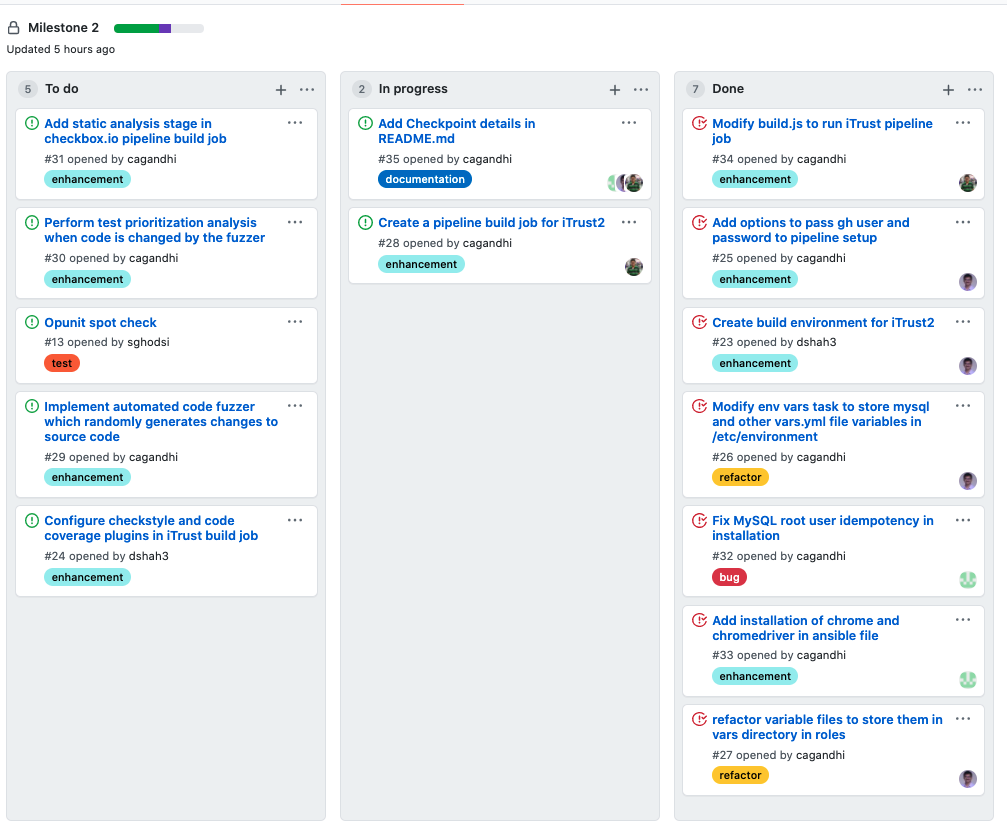 Milestone 2
Updated 5 hours ago
5 To do
Add static analysis stage in
checkbox.io pipeline build job
#31 opened by cagandhi
enhancement
Perform test prioritization analysis
when code is changed by the fuzzer
#30 opened by cagandhi
enhancement
Opunit spot check
#13 opened by sghodsi
test
Implement automated code fuzzer
which randomly generates changes to
source code
#29 opened by cagandhi
enhancement
Configure checkstyle and code
coverage plugins in iTrust build job
#24 opened by dshah3
enhancement
2 In progress
Add Checkpoint details in
README.md
#35 opened by cagandhi
documentation
Create a pipeline build job for iTrust2
#28 opened by cagandhi
enhancement
7 Done
Modify build.js to run iTrust pipeline
job
#34 opened by cagandhi
enhancement
Add options to pass gh user and
password to pipeline setup
#25 opened by cagandhi
enhancement
Create build environment for iTrust2
#23 opened by dshah3
enhancement
Modify env vars task to store mysql
and other vars.yml file variables in
/etc/environment
#26 opened by cagandhi
refactor
Fix MySQL root user idempotency in
installation
#32 opened by cagandhi
bug
Add installation of chrome and
chromedriver in ansible file
#33 opened by cagandhi
enhancement
refactor variable files to store them in
vars directory in roles
#27 opened by cagandhi
refactor